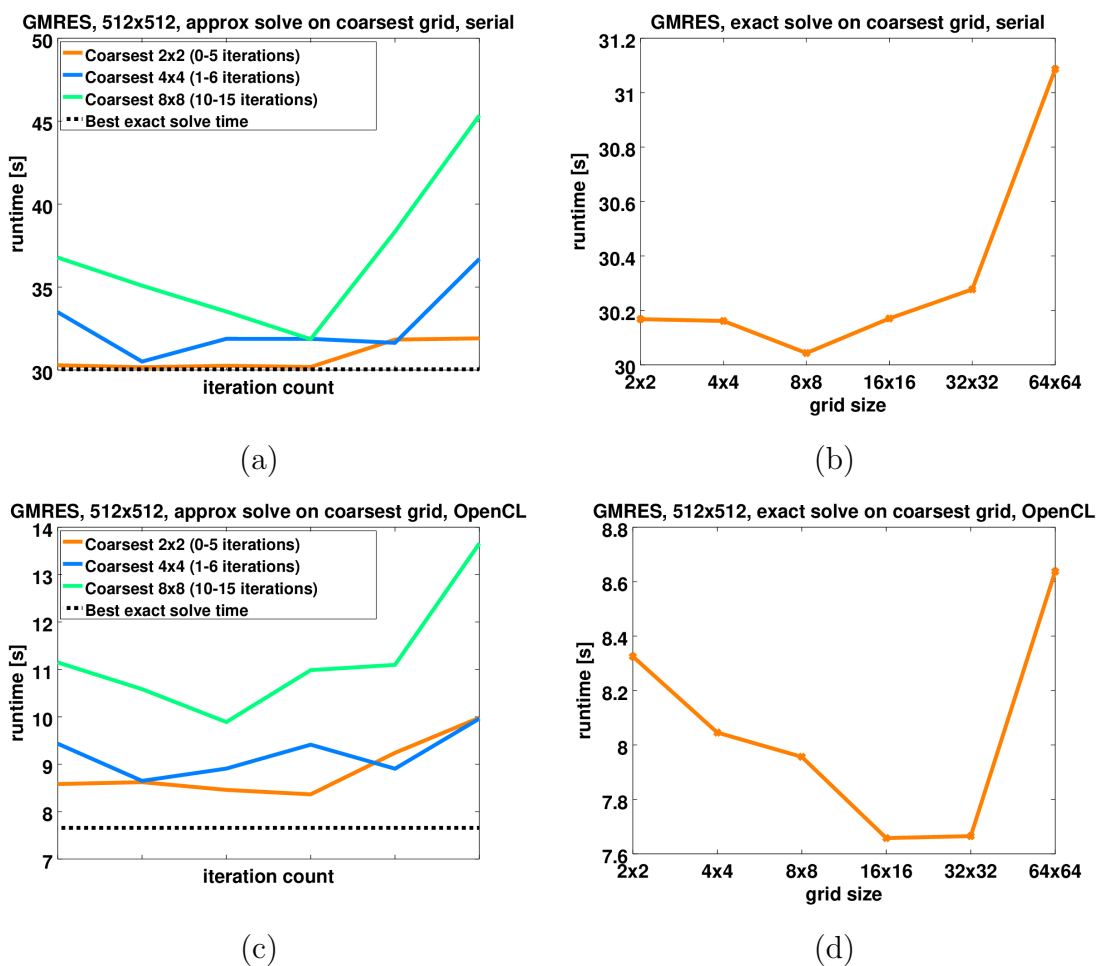 GMRES, 512x512, approx solve on coarsest grid, serial
50
45
40
35
30
runtime [s]
Coarsest 2x2 (0-5 iterations)
Coarsest 4x4 (1-6 iterations)
Coarsest 8x8 (10-15 iterations)
Best exact solve time
iteration count
(a)
GMRES, exact solve on coarsest grid, serial
31.2
31
30.8
30.6
30.4
30.2
30
runtime [s]
2x2 4x4 8x8 16x16 32x32 64x64
grid size
(b)
GMRES, 512x512, approx solve on coarsest grid, OpenCL
14
13
12
11
10
9
8
7
runtime [s]
Coarsest 2x2 (0-5 iterations)
Coarsest 4x4 (1-6 iterations)
Coarsest 8x8 (10-15 iterations)
Best exact solve time
iteration count
(c)
GMRES, 512x512, exact solve on coarsest grid, OpenCL
8.8
8.6
8.4
8.2
8
7.8
7.6
runtime [s]
2x2 4x4 8x8 16x16 32x32 64x64
grid size
(d)